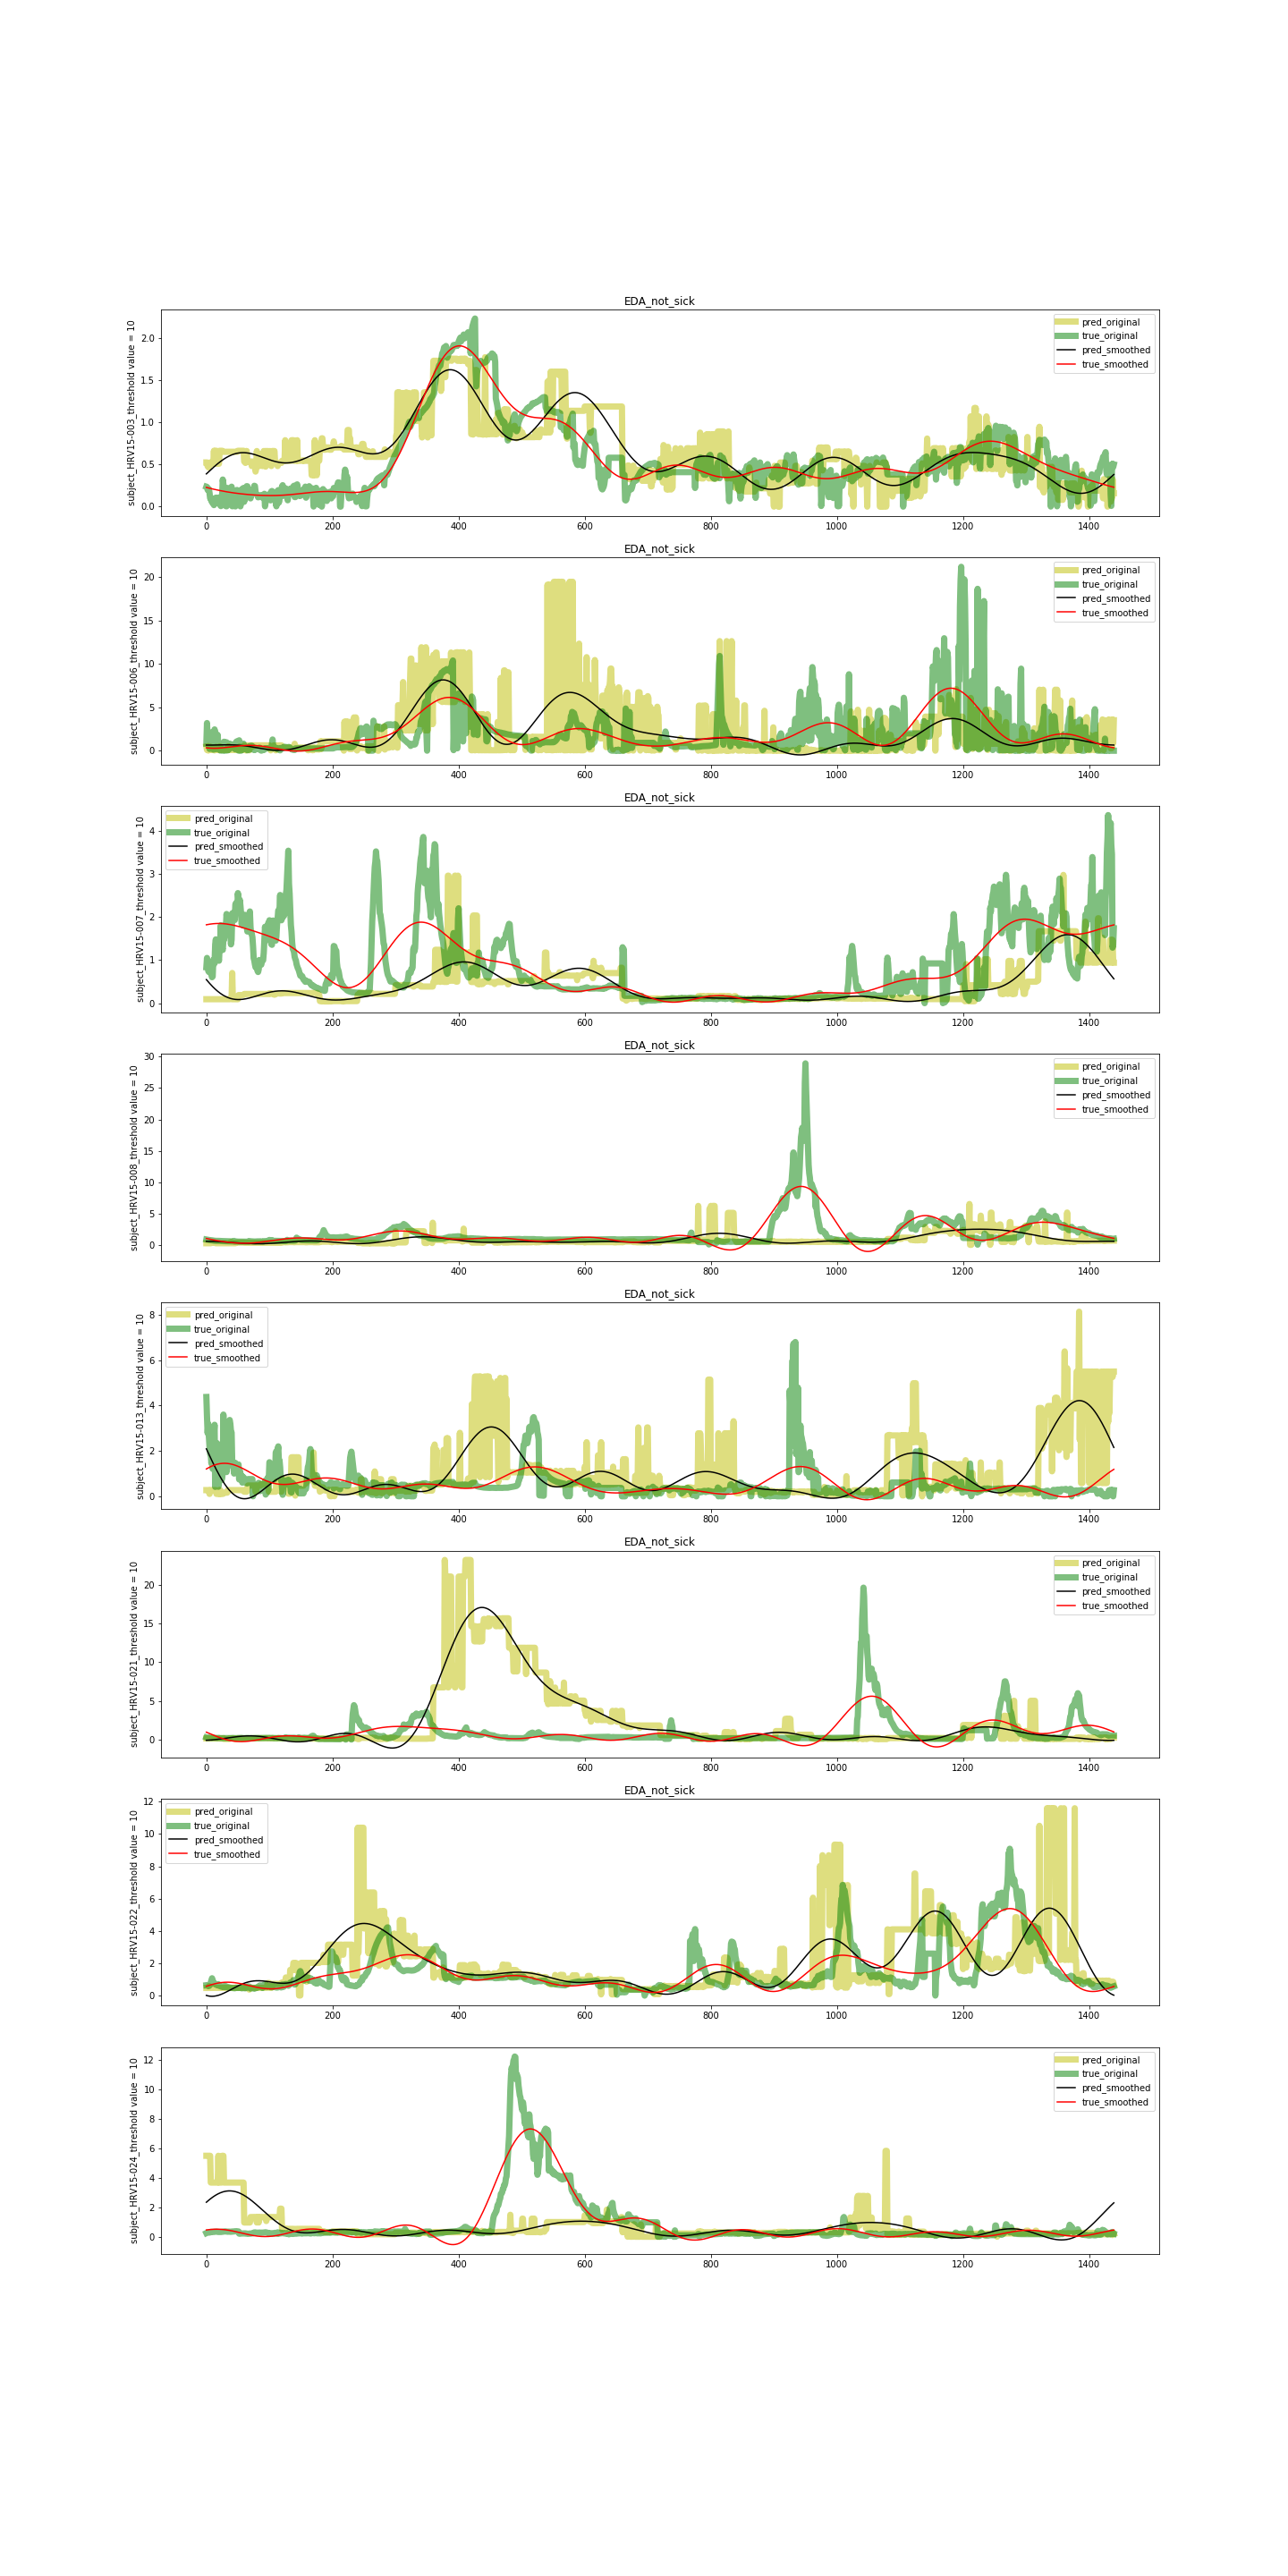 EDA_not_sick
subject_HRV15-003_threshold value = 10
2.0
1.5
1.0
0.5
0.0
pred_original
true_original
pred_smoothed
true_smoothed
0 200 400 600 800 1000 1200 1400
EDA_not_sick
subject_HRV15-006_threshold value = 10
20
15
10
5
0
pred_original
true_original
pred_smoothed
true_smoothed
0 200 400 600 800 1000 1200 1400
EDA_not_sick
subject_HRV15-007_threshold value = 10
4
3
2
1
0
pred_original
true_original
pred_smoothed
true_smoothed
0 200 400 600 800 1000 1200 1400
EDA_not_sick
subject_HRV15-008_threshold value = 10
30
25
20
15
10
5
0
pred_original
true_original
pred_smoothed
true_smoothed
0 200 400 600 800 1000 1200 1400
EDA_not_sick
subject_HRV15-013_threshold value = 10
8
6
4
2
0
pred_original
true_original
pred_smoothed
true_smoothed
0 200 400 600 800 1000 1200 1400
EDA_not_sick
subject_HRV15-021_threshold value = 10
20
15
10
5
0
pred_original
true_original
pred_smoothed
true_smoothed
0 200 400 600 800 1000 1200 1400
EDA_not_sick
subject_HRV15-022_threshold value = 10
12
10
8
6
4
2
0
pred_original
true_original
pred_smoothed
true_smoothed
0 200 400 600 800 1000 1200 1400
subject_HRV15-024_threshold value = 10
12
10
8
6
4
2
0
pred_original
true_original
pred_smoothed
true_smoothed
0 200 400 600 800 1000 1200 1400